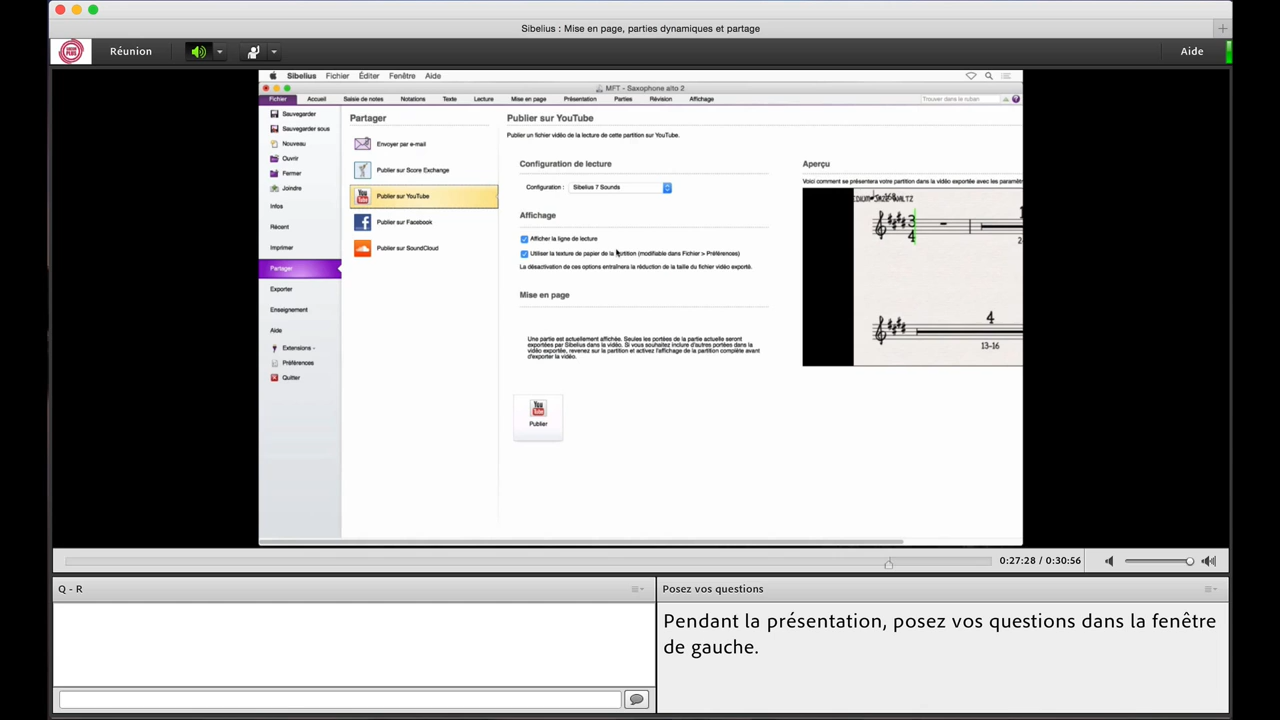 Sibelius : Mise en page, parties dynamiques et partage
Réunion
Aide
Sibelius Fichier Éditer Fenêtre Aide
MFT - Saxophone alto 2
Fichier Accueil Saisie de notes Notations Texte Lecture Mise en page Présentation Parties Révision Affichage
Trouver dans le ruban
Sauvegarder
Sauvegarder sous
Nouveau
Ouvrir
Fermer
Joindre
Infos
Récent
Imprimer
Partager
Exporter
Enseignement
Aide
Extensions
Préférences
Quitter
Partager
Envoyer par e-mail
Publier sur Score Exchange
Publier sur YouTube
Publier sur Facebook
Publier sur SoundCloud
Publier sur YouTube
Publier un fichier vidéo de la lecture de cette partition sur YouTube.
Configuration de lecture
Configuration : Sibelius 7 Sounds
Affichage
Afficher la ligne de lecture
Utiliser la texture de papier de la partition (modifiable dans Fichier > Préférences)
La désactivation de ces options entraînera la réduction de la taille du fichier vidéo exporté.
Mise en page
Une partie est actuellement affichée. Seules les portées de la partie actuelle seront
exportées par Sibelius dans la vidéo. Si vous souhaitez inclure d'autres portées dans la
vidéo exportée, revenez sur la partition et activez l'affichage de la partition complète avant
d'exporter la vidéo.
You
Tube
Publier
Aperçu
Voici comment se présentera votre partition dans la vidéo exportée avec les paramètr
3
4
4
13-16
0:27:28 / 0:30:56
Q - R
Posez vos questions
Pendant la présentation, posez vos questions dans la fenêtre
de gauche.